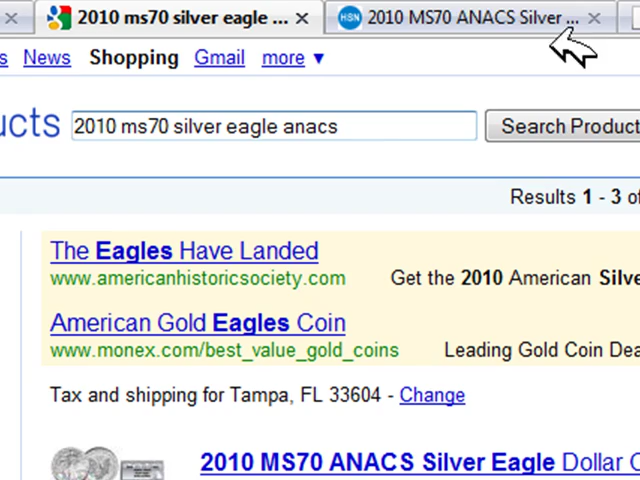 2010 ms70 silver eagle ... HSN 2010 MS70 ANACS Silver ...
s News Shopping Gmail more ▼
ucts 2010 ms70 silver eagle anacs Search Product
Results 1 - 3 of
The Eagles Have Landed
www.americanhistoricsociety.com Get the 2010 American Silve
American Gold Eagles Coin
www.monex.com/best_value_gold_coins Leading Gold Coin Dea
Tax and shipping for Tampa, FL 33604 - Change
2010 MS70 ANACS Silver Eagle Dollar C